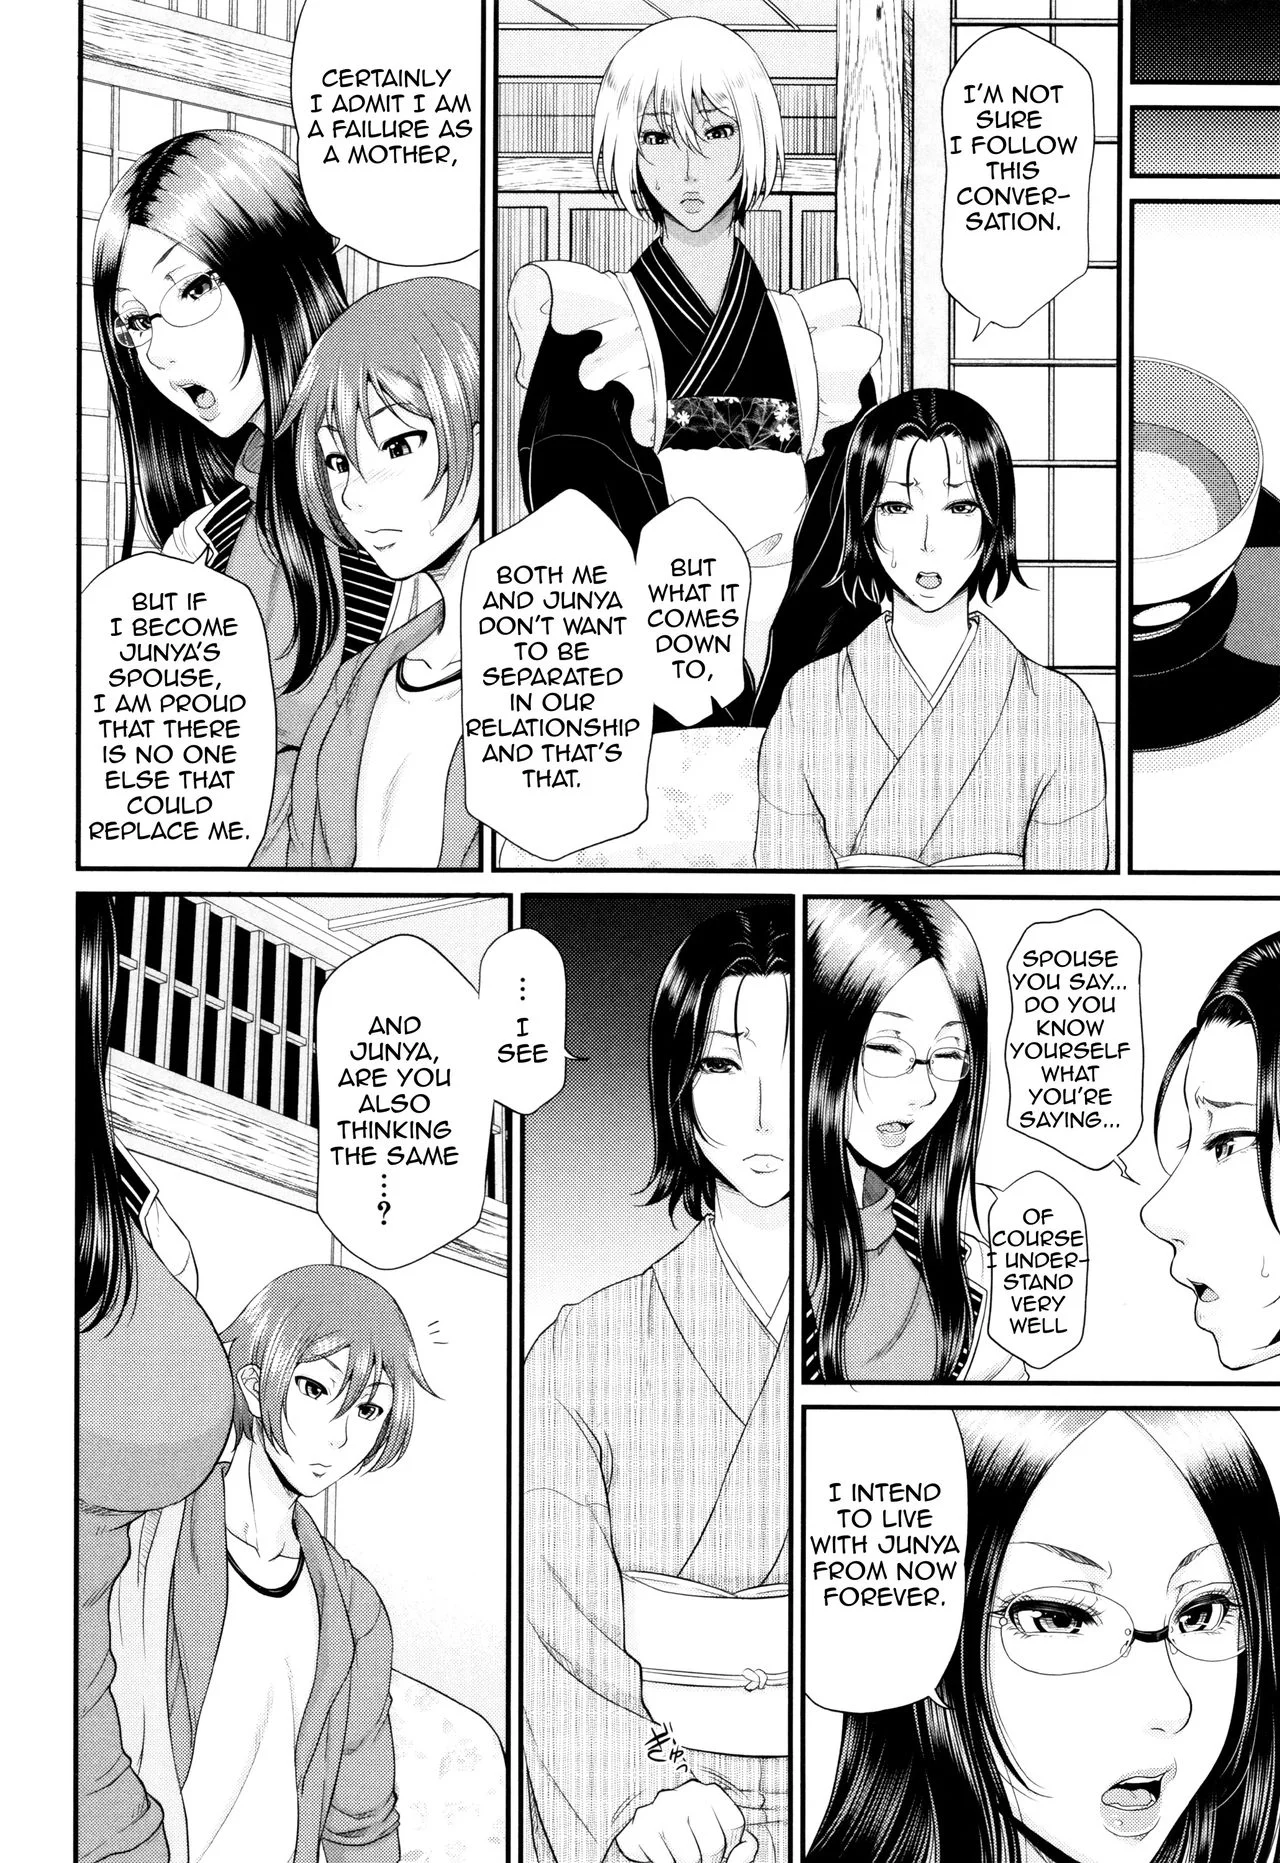 I'M NOT
SURE
I FOLLOW
THIS
CONVER-
SATION.
BUT
WHAT IT
COMES
DOWN
TO,
BOTH ME
AND JUNYA
DON'T WANT
TO BE
SEPARATED
IN OUR
RELATIONSHIP
AND THAT'S
THAT.
CERTAINLY
I ADMIT I AM
A FAILURE AS
A MOTHER,
BUT IF
I BECOME
JUNYA'S
SPOUSE,
I AM PROUD
THAT THERE
IS NO ONE
ELSE THAT
COULD
REPLACE ME.
SPOUSE
YOU SAY...
DO YOU
KNOW
YOURSELF
WHAT
YOU'RE
SAYING...
OF
COURSE
I UNDER-
STAND
VERY
WELL
I INTEND
TO LIVE
WITH JUNYA
FROM NOW
FOREVER.
...
I
SEE
ぎゅっ
AND
JUNYA,
ARE YOU
ALSO
THINKING
THE SAME
...
?